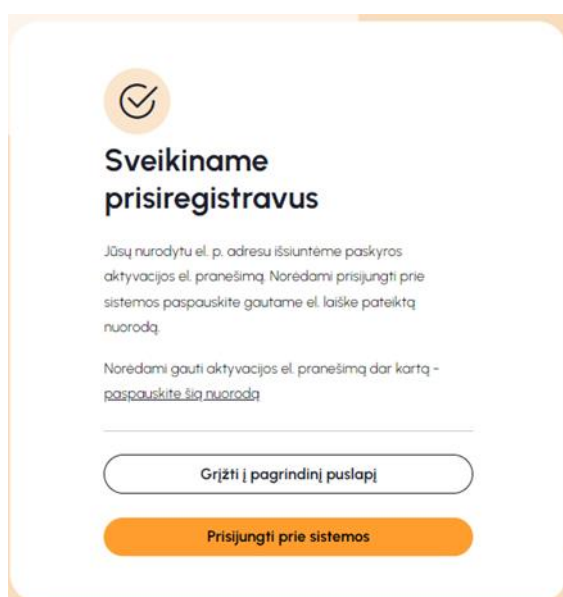 Sveikiname
prisiregistravus
Jūsų nurodytu el. p. adresu išsiuntėme paskyros
aktyvacijos el. pranešimą. Norėdami prisijungti prie
sistemos paspauskite gautame el. laiške pateiktą
nuorodą.
Norėdami gauti aktyvacijos el. pranešimą dar kartą -
paspauskite šią nuorodą
Grįžti į pagrindinį puslapį
Prisijungti prie sistemos